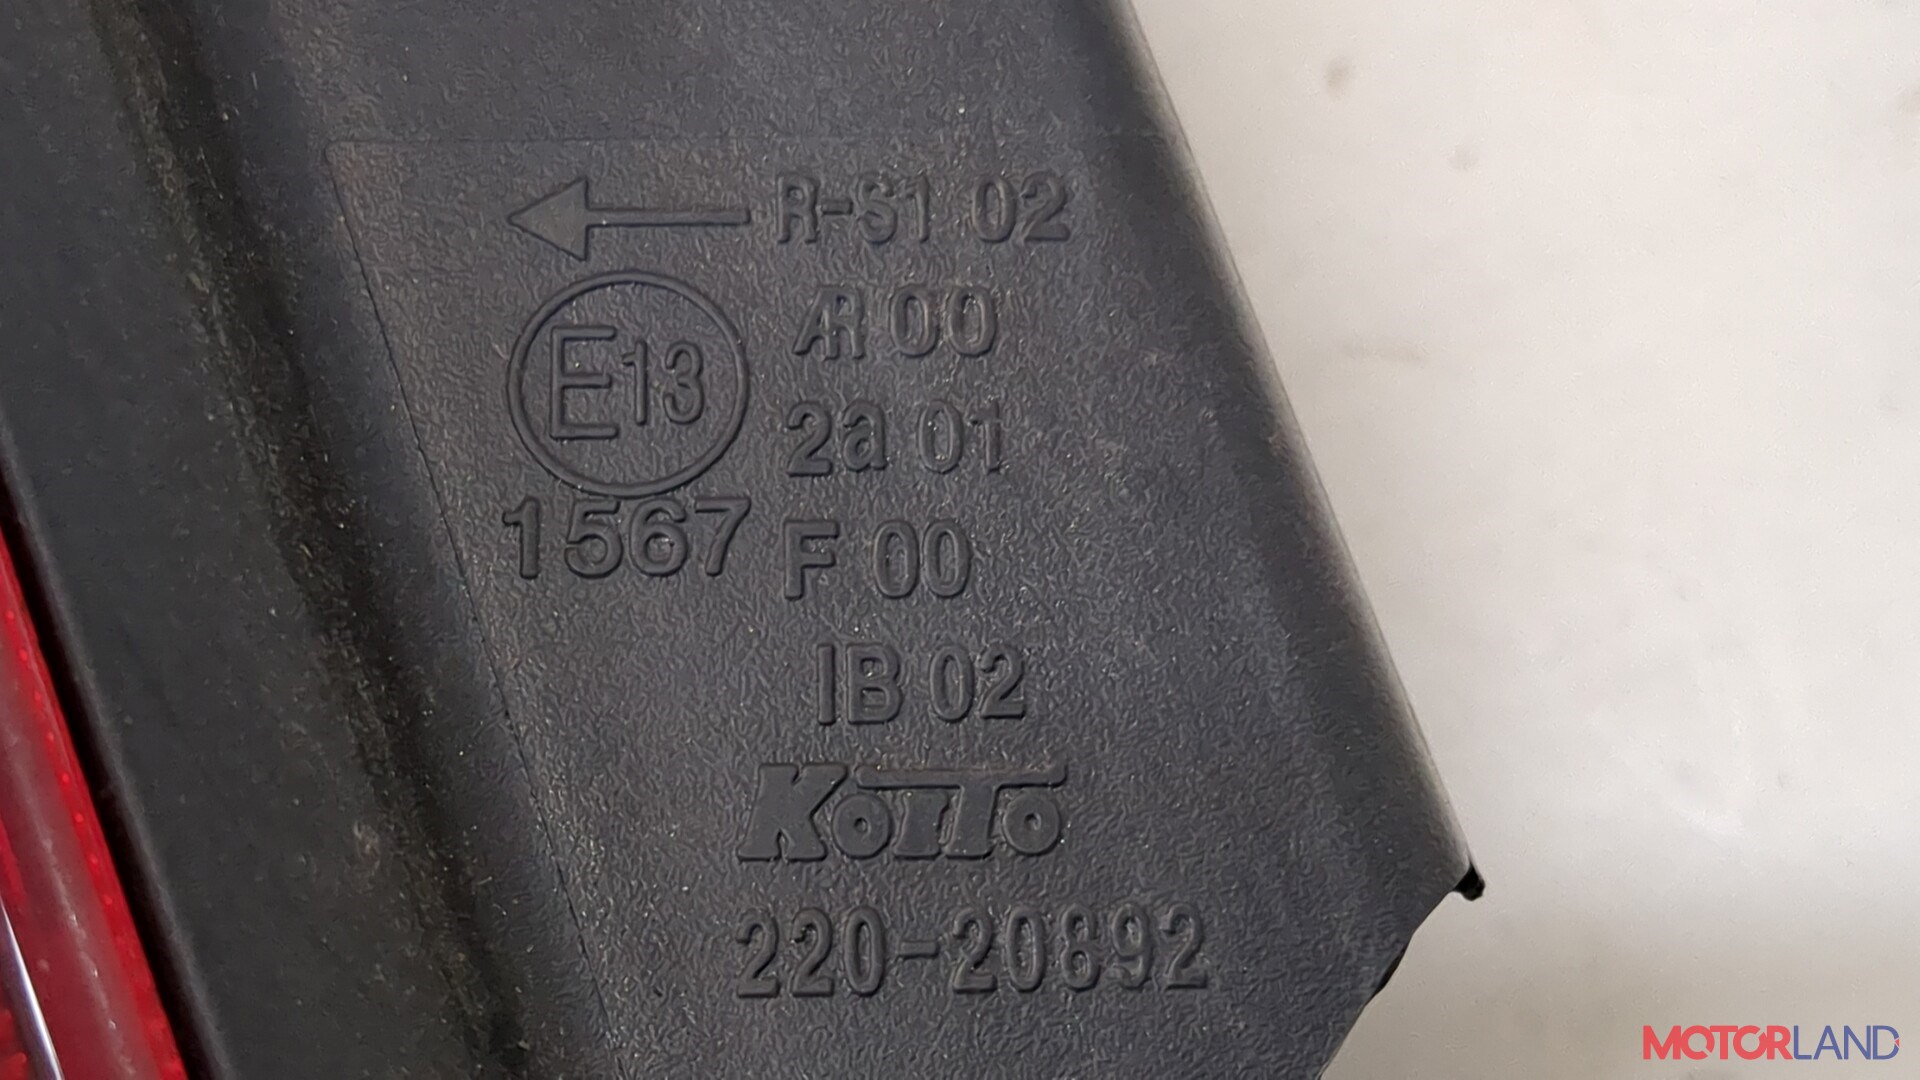 R-S1 02
AR 00
E13
2a 01
1567
F 00
IB 02
KOITO
220-20892
MOTORLAND